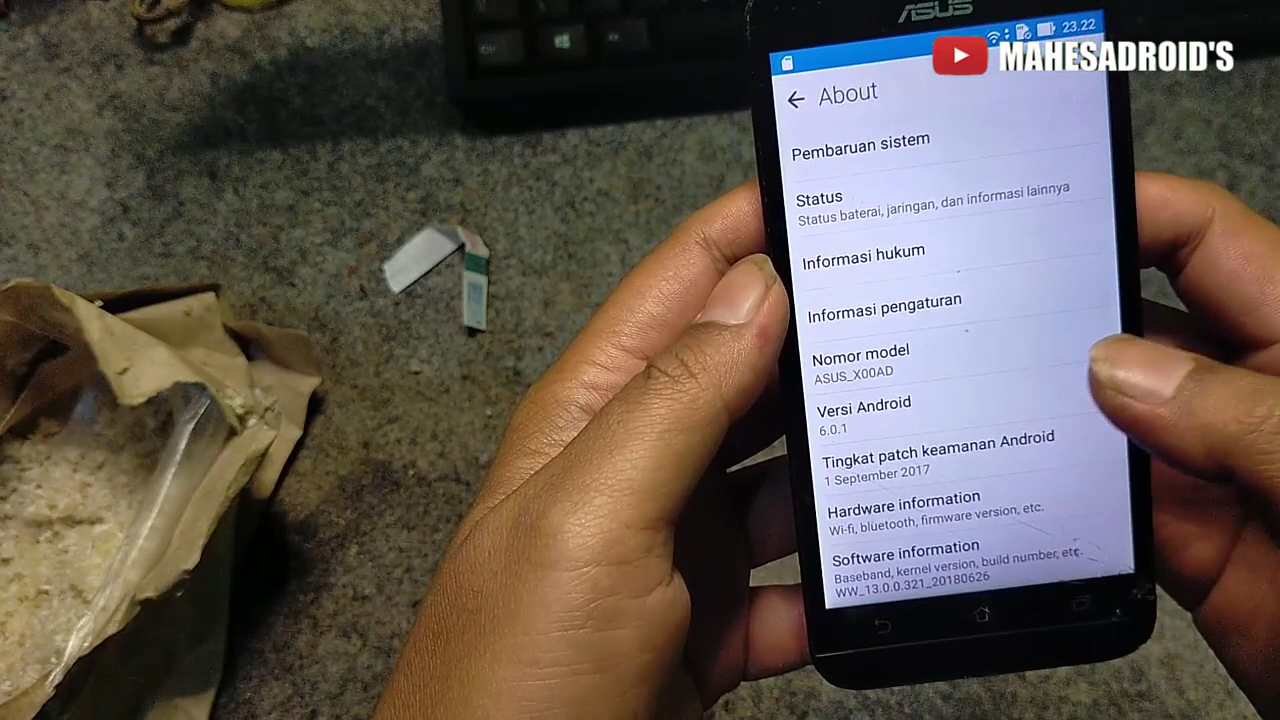 ASUS
23.22
MAHESADROID'S
About
Pembaruan sistem
Status
Status baterai, jaringan, dan informasi lainnya
Informasi hukum
Informasi pengaturan
Nomor model
ASUS_X00AD
Versi Android
6.0.1
Tingkat patch keamanan Android
1 September 2017
Hardware information
Wi-fi, bluetooth, firmware version, etc.
Software information
Baseband, kernel version, build number, etc.
WW_13.0.0.321_20180626